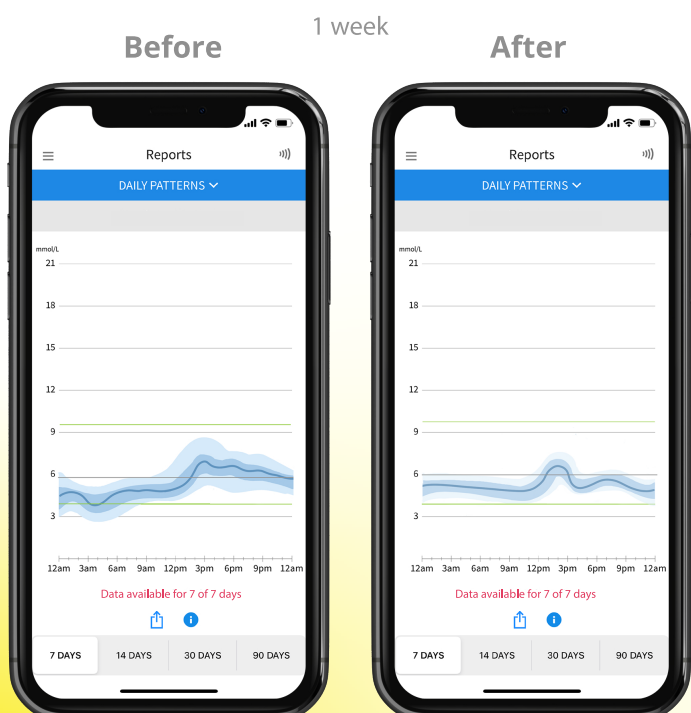 1 week
Before
After
Reports
DAILY PATTERNS
mmol/L
21
18
15
12
9
6
3
12am 3am 6am 9am 12pm 3pm 6pm 9pm 12am
Data available for 7 of 7 days
7 DAYS 14 DAYS 30 DAYS 90 DAYS
Reports
DAILY PATTERNS
mmol/L
21
18
15
12
9
6
3
12am 3am 6am 9am 12pm 3pm 6pm 9pm 12am
Data available for 7 of 7 days
7 DAYS 14 DAYS 30 DAYS 90 DAYS